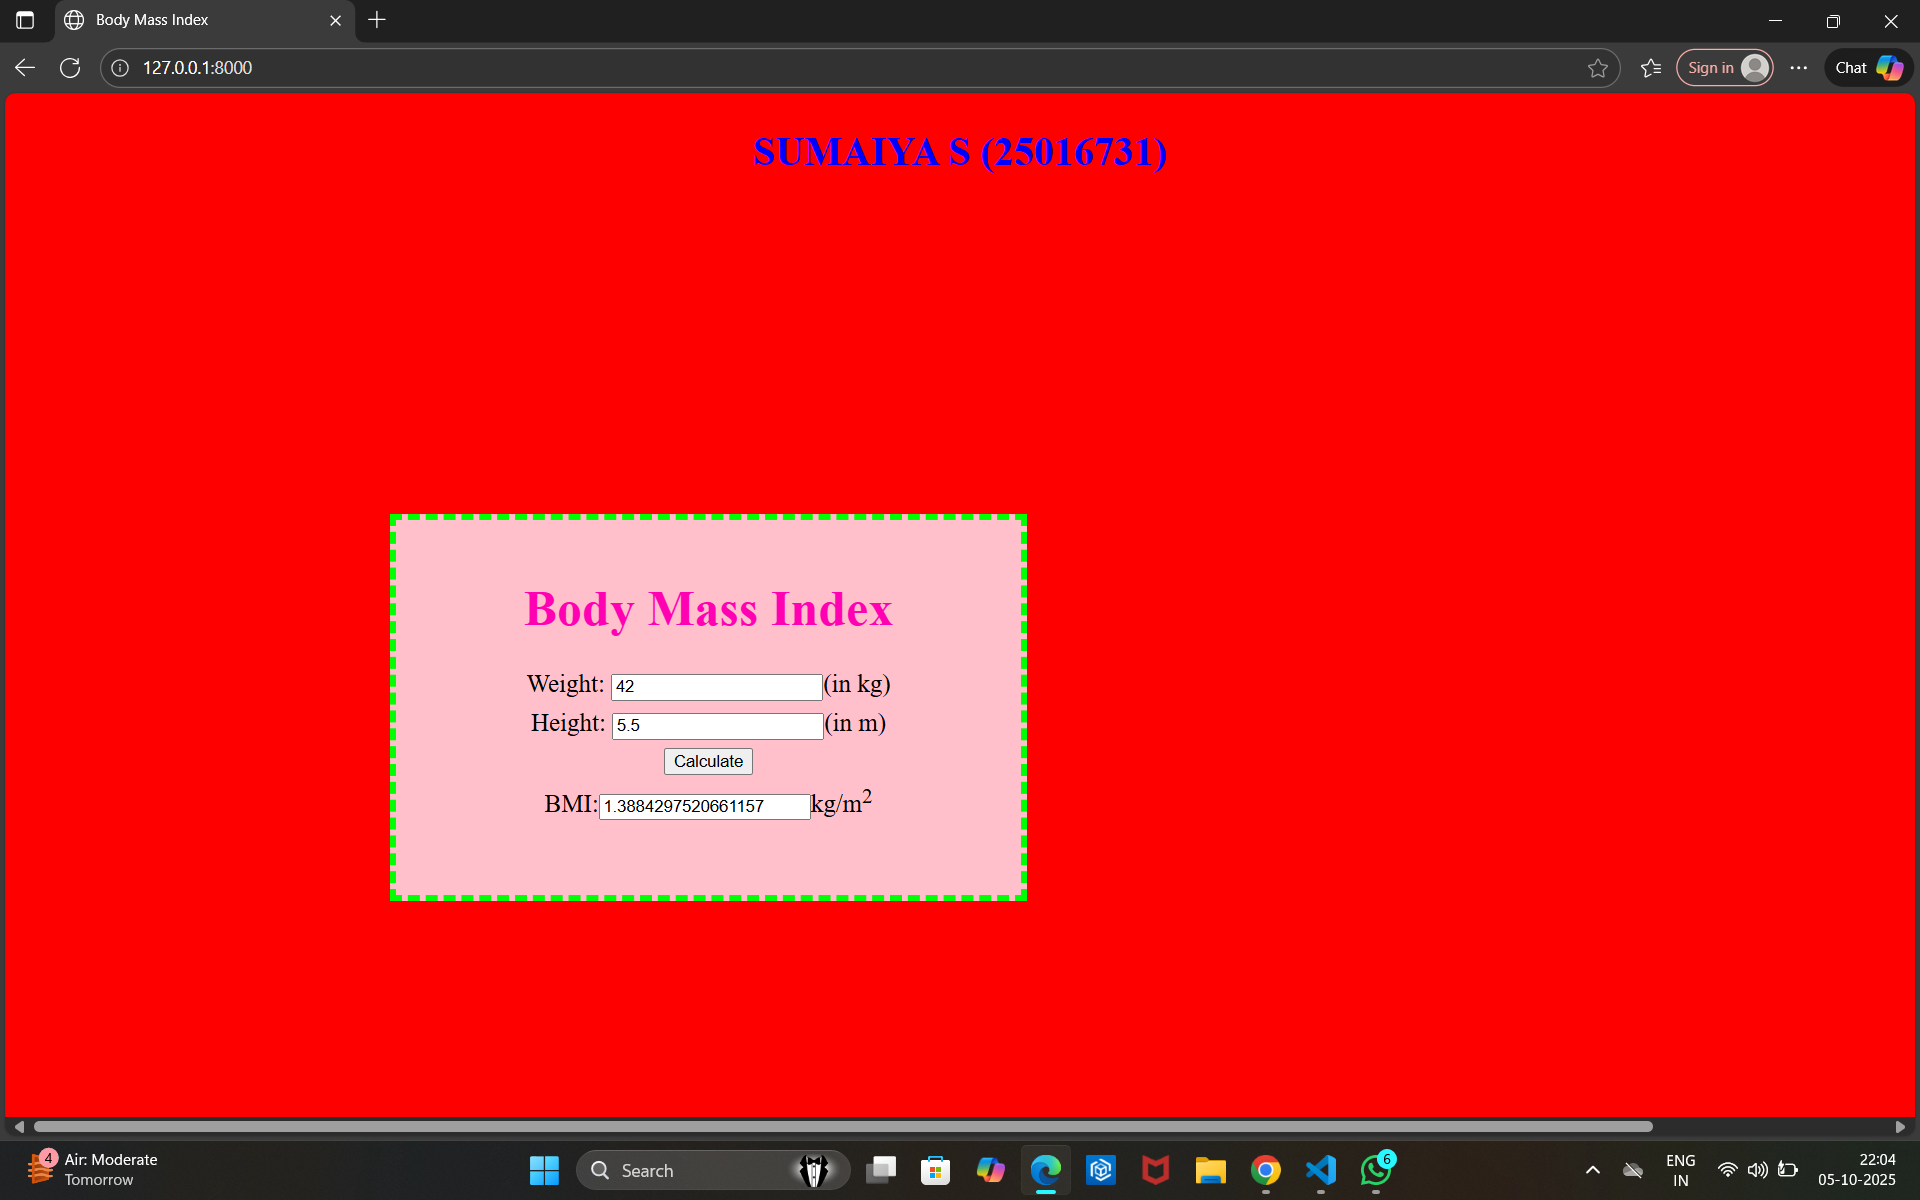 Body Mass Index
127.0.0.1:8000
Sign in
Chat
SUMAIYA S (25016731)
Body Mass Index
Weight: 42 (in kg)
Height: 5.5 (in m)
Calculate
BMI: 1.3884297520661157 kg/m²
4
Air: Moderate
Tomorrow
Search
6
ENG
IN
22:04
05-10-2025